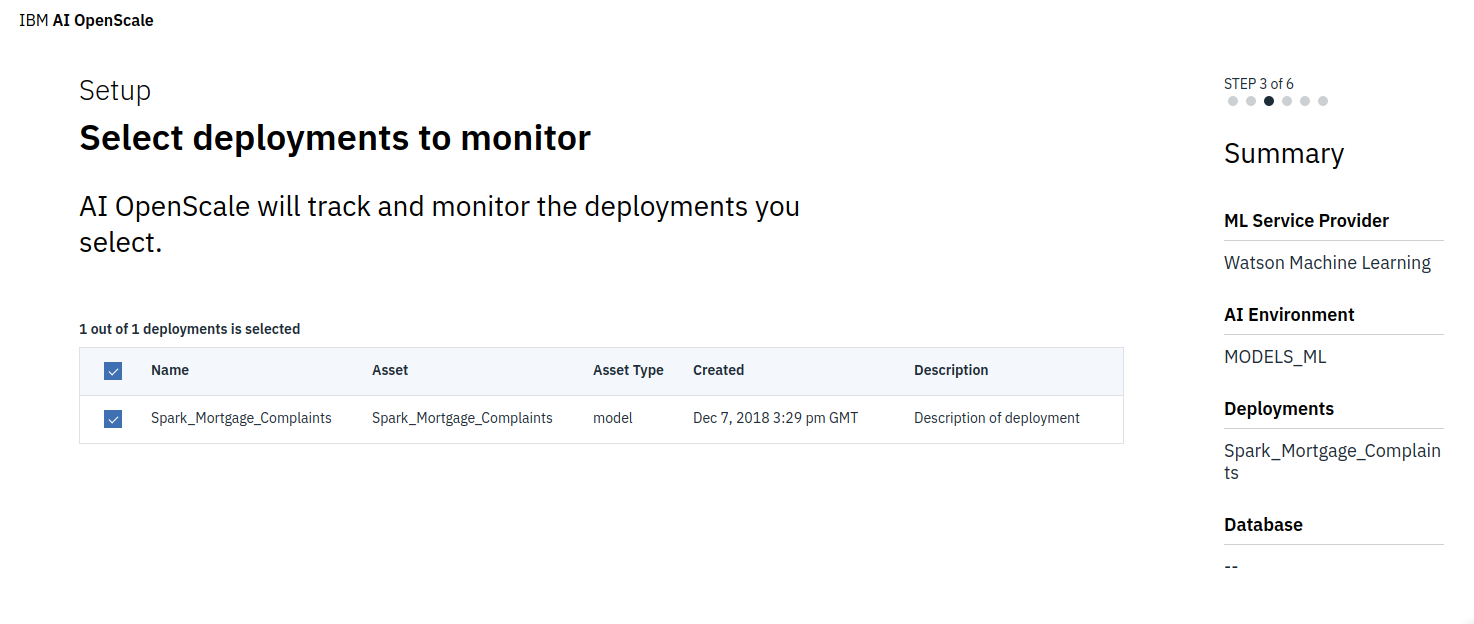 IBM AI OpenScale
Setup
Select deployments to monitor
AI OpenScale will track and monitor the deployments you
select.
1 out of 1 deployments is selected
Name Asset Asset Type Created Description
Spark_Mortgage_Complaints Spark_Mortgage_Complaints model Dec 7, 2018 3:29 pm GMT Description of deployment
STEP 3 of 6
Summary
ML Service Provider
Watson Machine Learning
AI Environment
MODELS_ML
Deployments
Spark_Mortgage_Complain
ts
Database
--